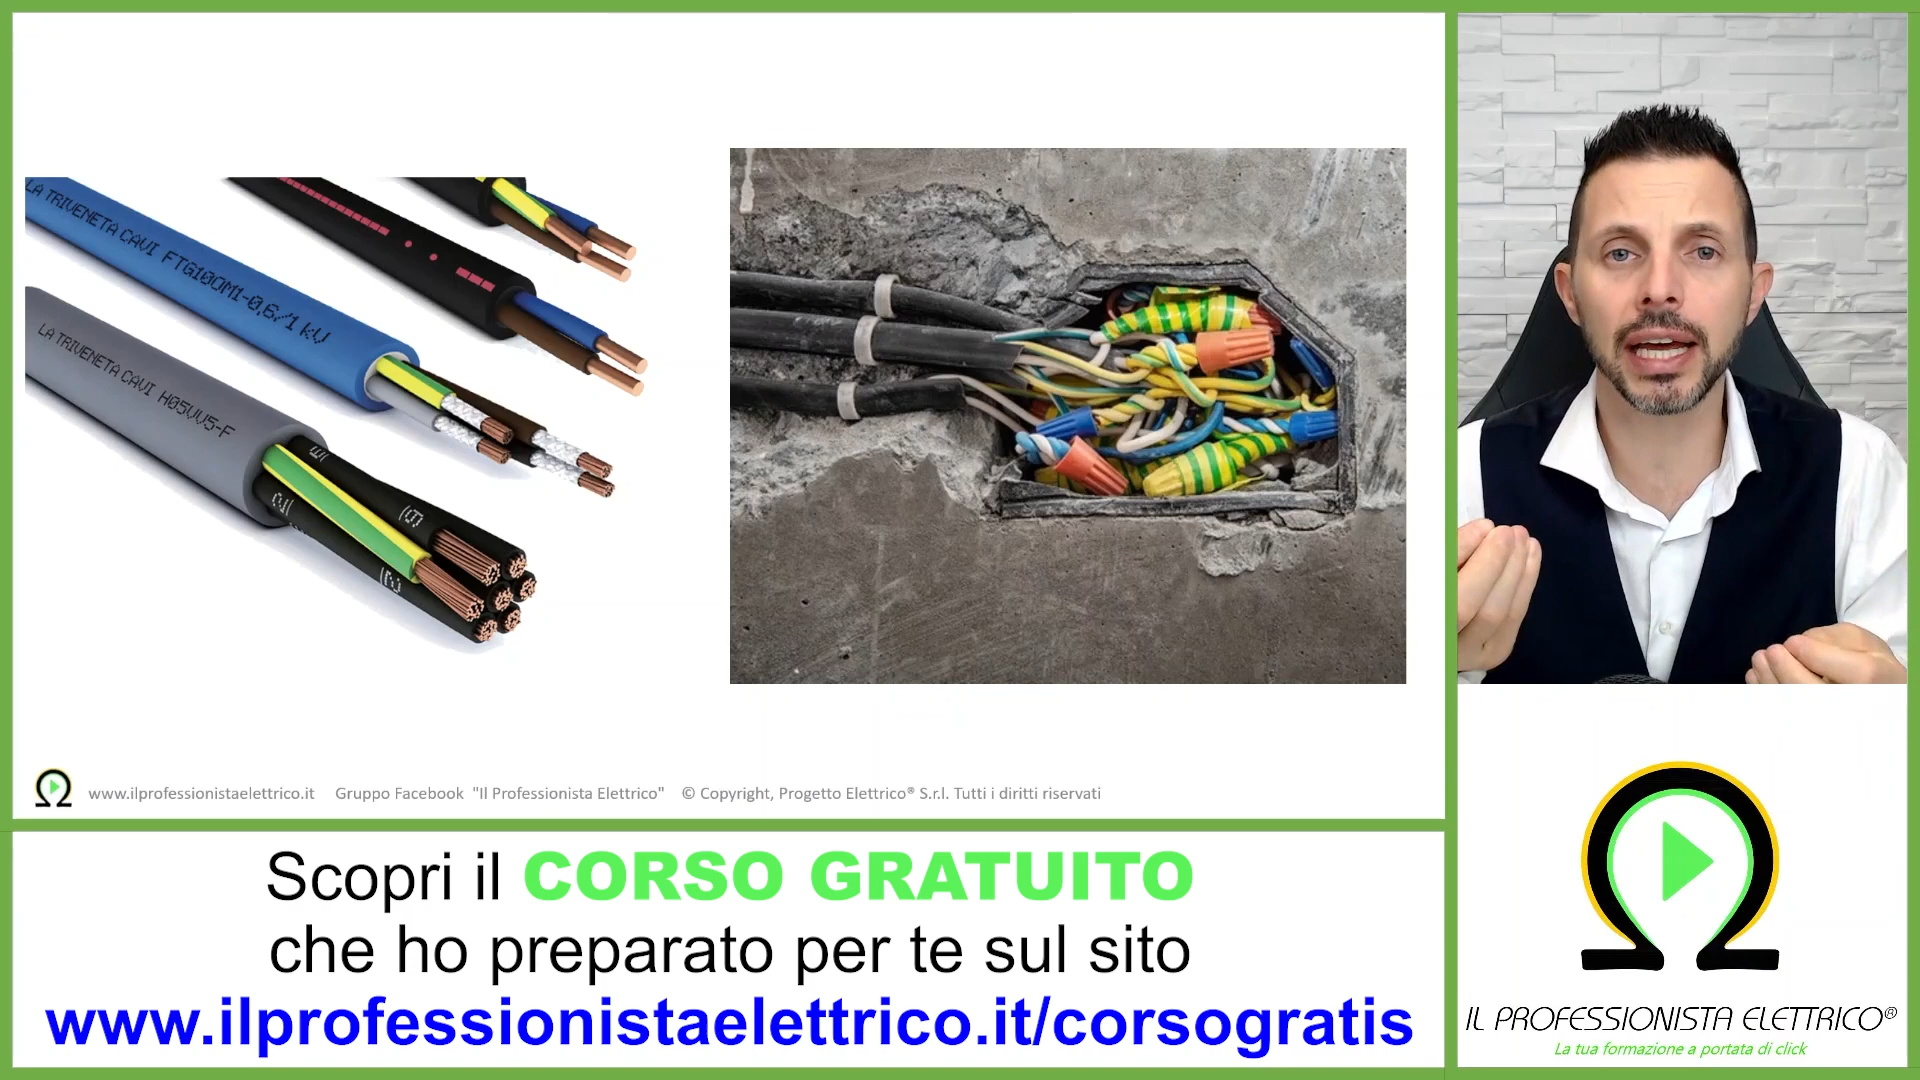 LA TRIVENETA CAVI FTG10OM1-0,6/1 kV
LA TRIVENETA CAVI H05VV5-F
www.ilprofessionistaelettrico.it Gruppo Facebook "Il Professionista Elettrico" © Copyright, Progetto Elettrico® S.r.l. Tutti i diritti riservati
Scopri il CORSO GRATUITO
che ho preparato per te sul sito
www.ilprofessionistaelettrico.it/corsogratis
IL PROFESSIONISTA ELETTRICO®
La tua formazione a portata di click